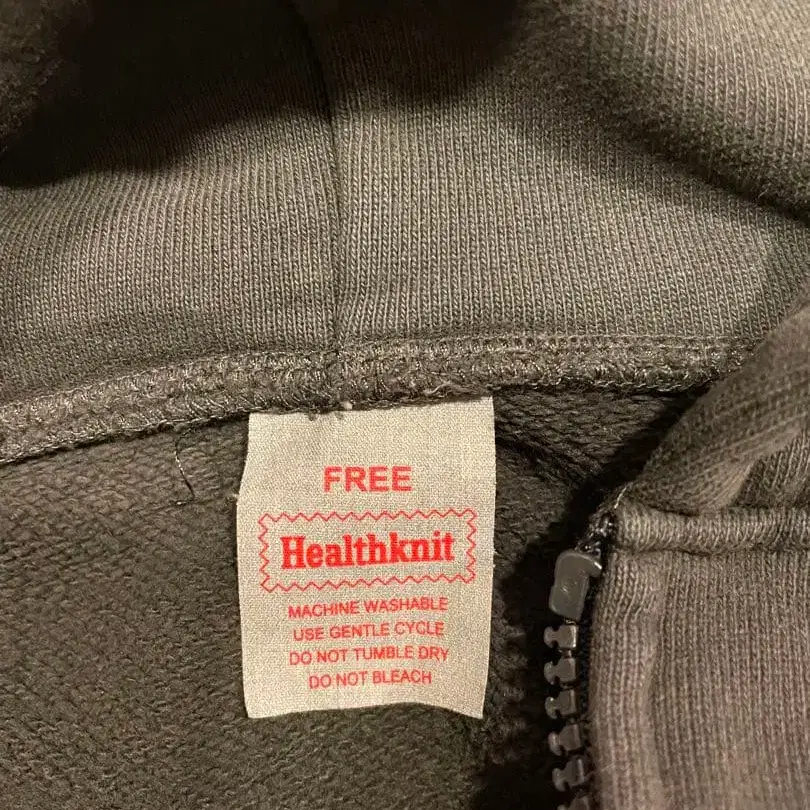 FREE
Healthknit
MACHINE WASHABLE
USE GENTLE CYCLE
DO NOT TUMBLE DRY
DO NOT BLEACH